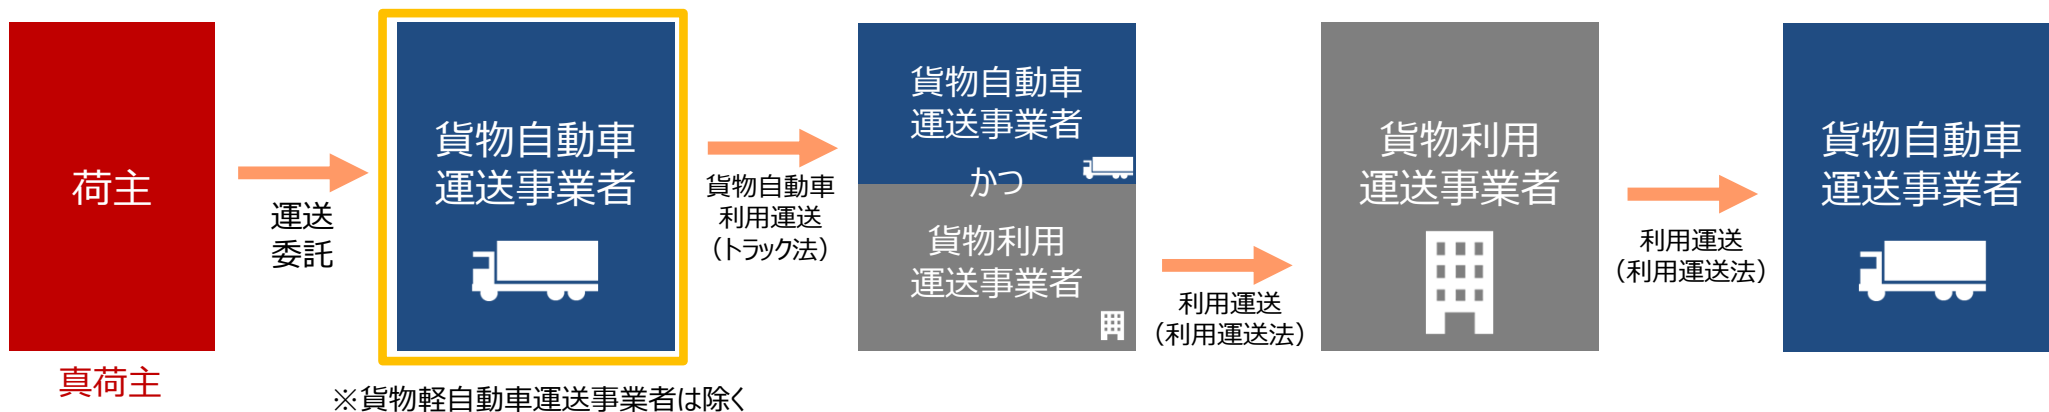 荷主
真荷主
運送
委託
貨物自動車
運送事業者
※貨物軽自動車運送事業者は除く
貨物自動車
利用運送
(トラック法)
貨物自動車
運送事業者
かつ
貨物利用
運送事業者
利用運送
(利用運送法)
貨物利用
運送事業者
利用運送
(利用運送法)
貨物自動車
運送事業者